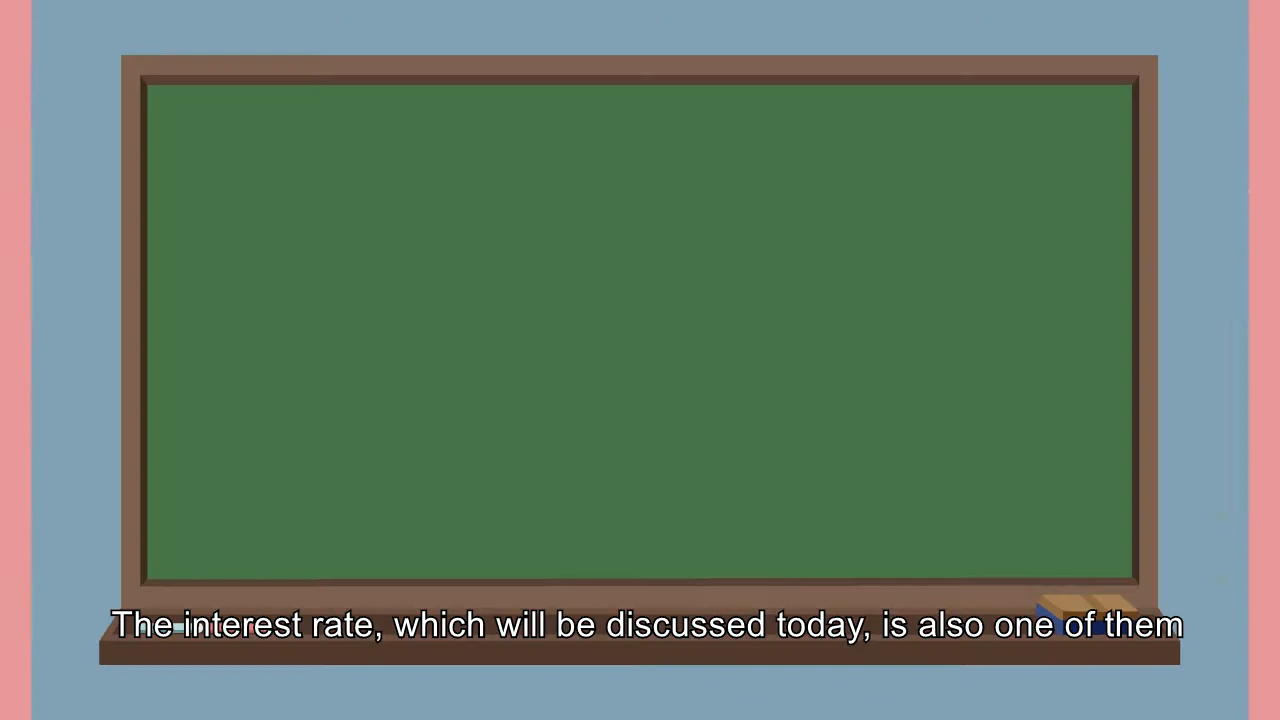 The interest rate, which will be discussed today, is also one of them